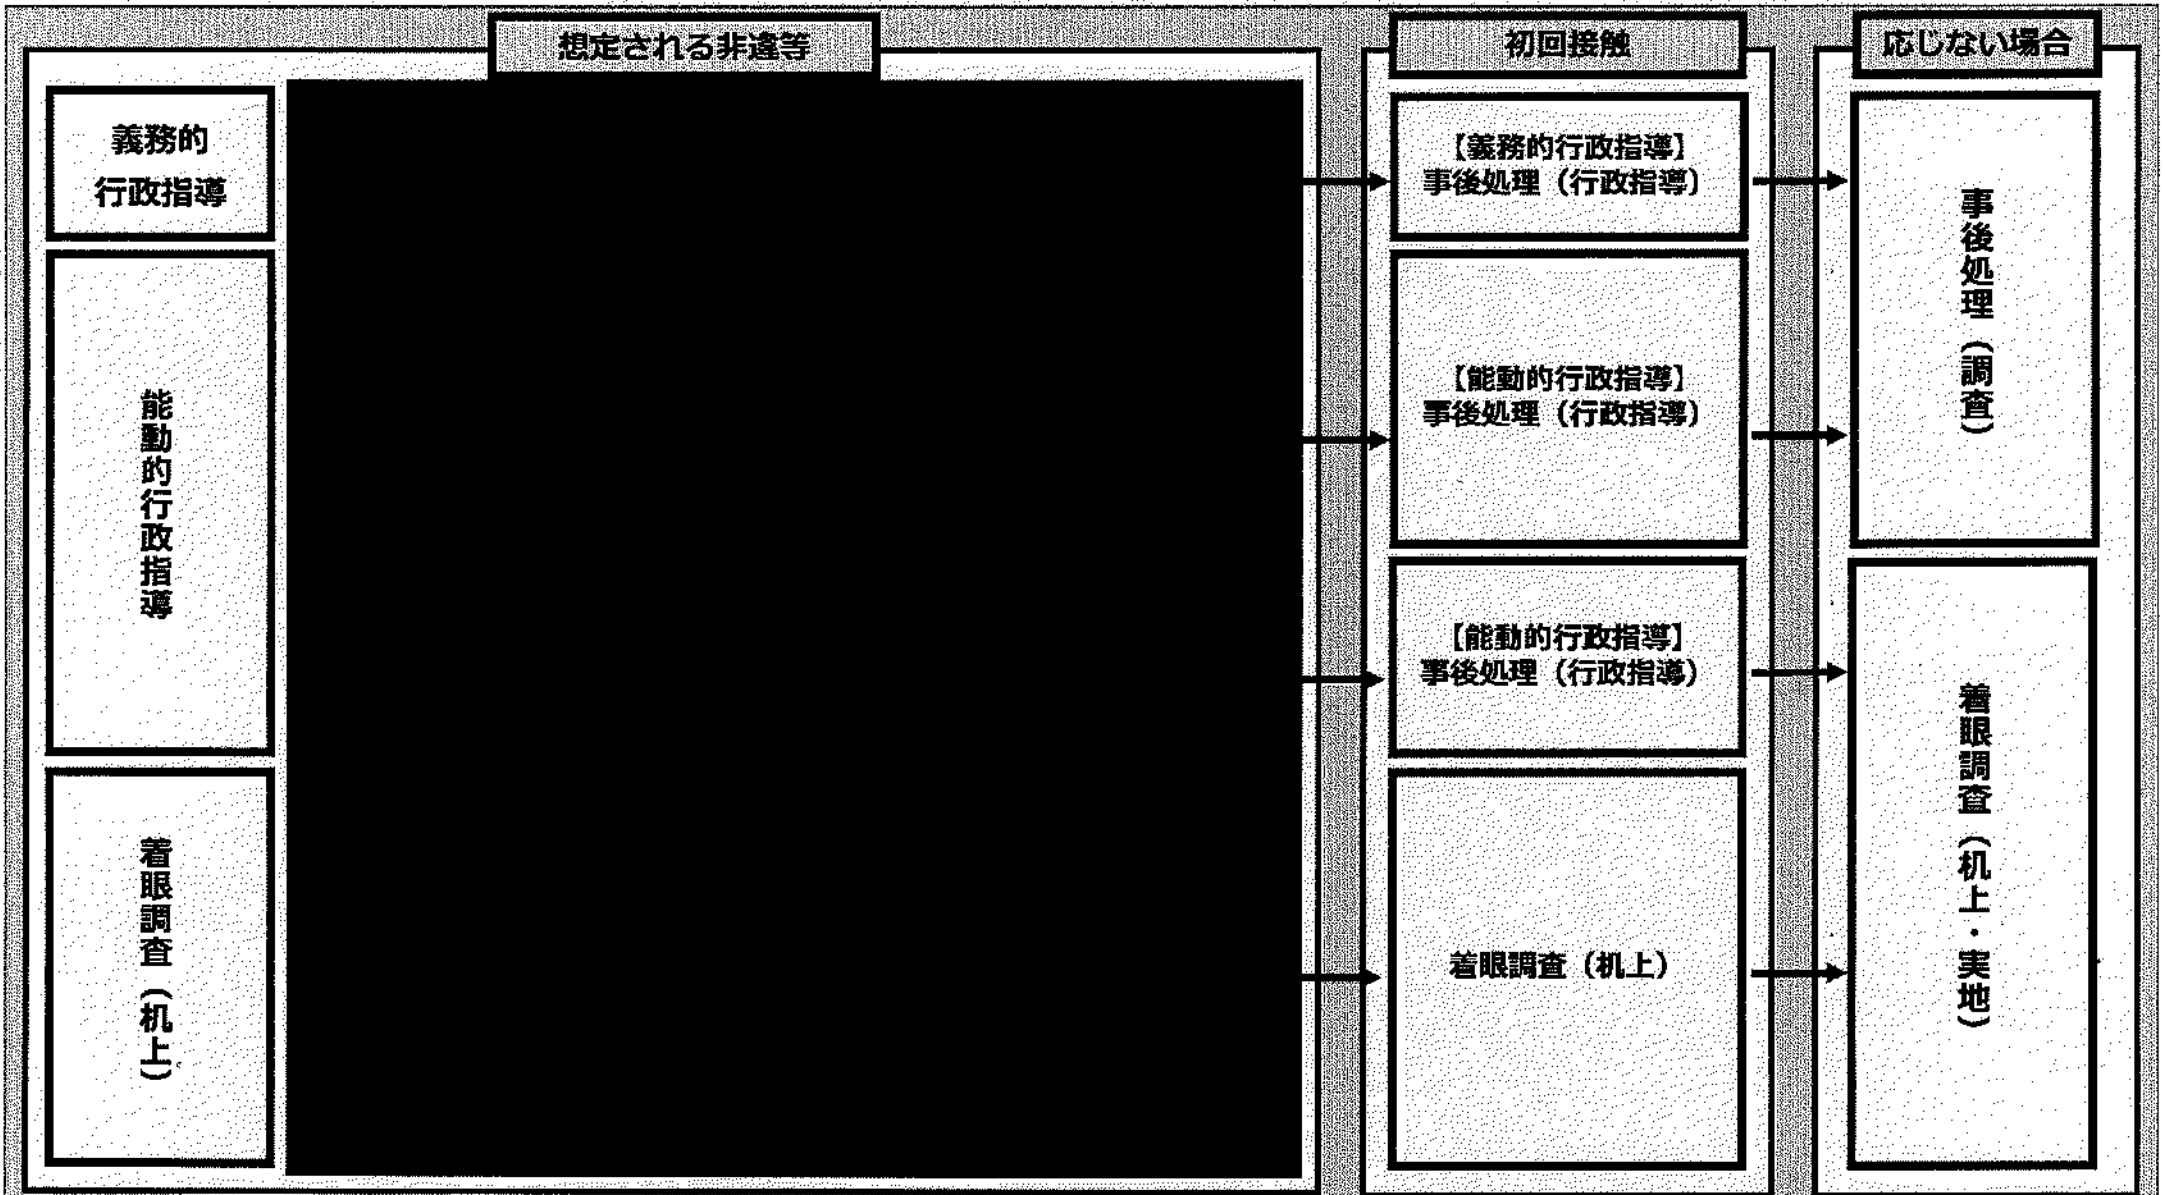 想定される非違等
初回接触
応じない場合
義務的
行政指導
能動的行政指導
着眼調査（机上）
【義務的行政指導】
事後処理（行政指導）
【能動的行政指導】
事後処理（行政指導）
【能動的行政指導】
事後処理（行政指導）
着眼調査（机上）
事後処理（調査）
着眼調査（机上・実地）